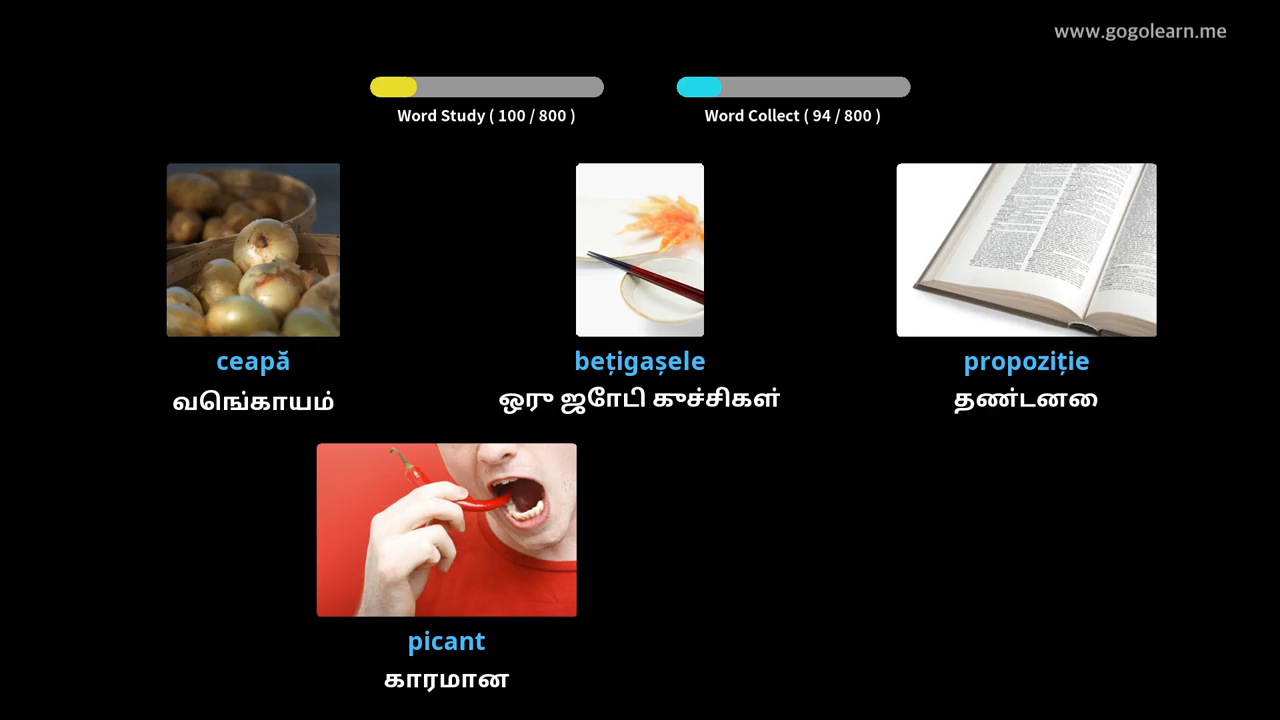 www.gogolearn.me
Word Study ( 100 / 800 )
Word Collect ( 94 / 800 )
ceapă
வெங்காயம்
bețigașele
ஒரு ஜோடி குச்சிகள்
propoziție
தண்டனை
picant
காரமான